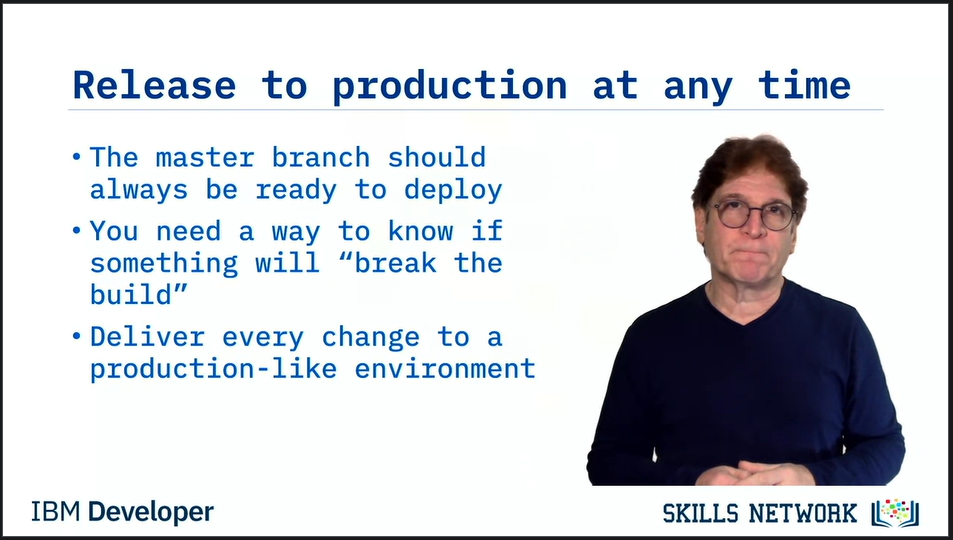 Release to production at any time
• The master branch should
always be ready to deploy
• You need a way to know if
something will “break the
build”
• Deliver every change to a
production-like environment
IBM Developer
SKILLS NETWORK